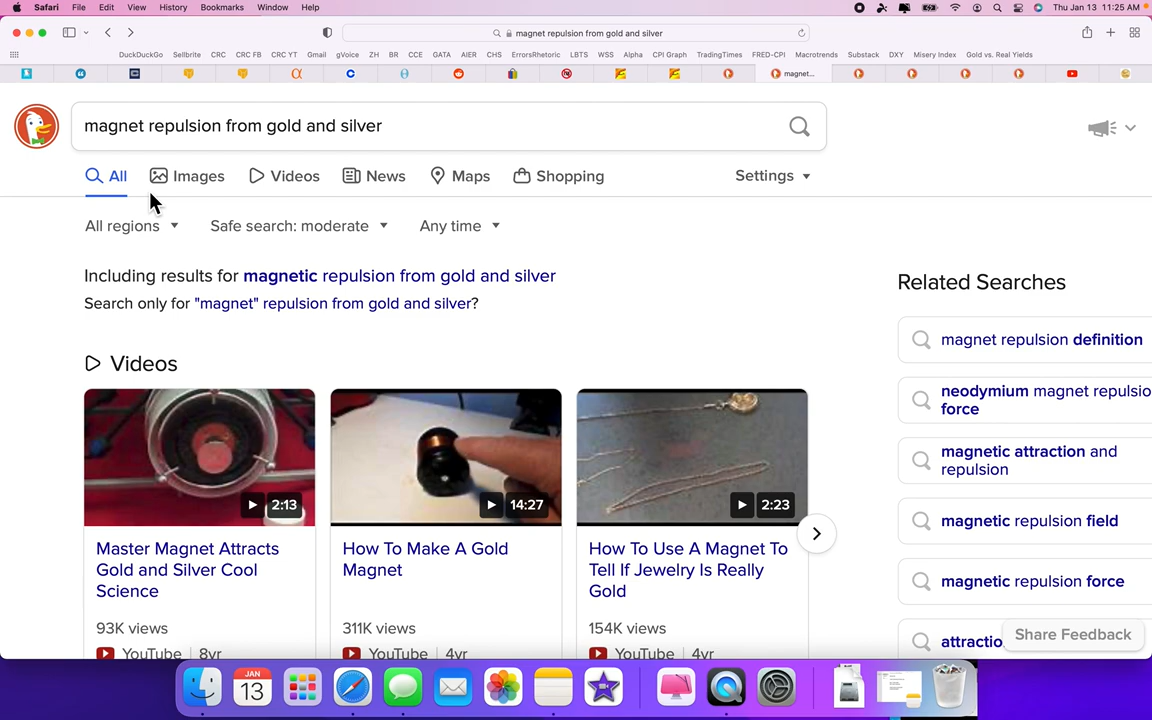 Safari File Edit View History Bookmarks Window Help Thu Jan 13 11:25 AM
magnet repulsion from gold and silver
DuckDuckGo Sellbrite CRC CRC FB CRC YT Gmail gVoice ZH BR CCE GATA AIER CHS ErrorsRhetoric LBTS WSS Alpha CPI Graph TradingTimes FRED-CPI Macrotrends Substack DXY Misery Index Gold vs. Real Yields
magnet...
magnet repulsion from gold and silver
All Images Videos News Maps Shopping Settings
All regions Safe search: moderate Any time
Including results for magnetic repulsion from gold and silver
Search only for "magnet" repulsion from gold and silver?
Related Searches
magnet repulsion definition
neodymium magnet repulsio
force
magnetic attraction and
repulsion
magnetic repulsion field
magnetic repulsion force
attractio
Share Feedback
Videos
2:13
14:27
2:23
Master Magnet Attracts
Gold and Silver Cool
Science
93K views
YouTube 8yr
How To Make A Gold
Magnet
311K views
YouTube 4yr
How To Use A Magnet To
Tell If Jewelry Is Really
Gold
154K views
YouTube 4yr
JAN
13